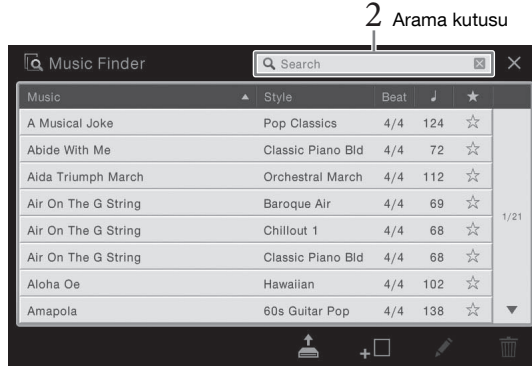 2 Arama kutusu
Music Finder Search
Music Style Beat ♩ ★
A Musical Joke Pop Classics 4/4 124 ☆
Abide With Me Classic Piano Bld 4/4 72 ☆
Aida Triumph March Orchestral March 4/4 112 ☆
Air On The G String Baroque Air 4/4 69 ☆
Air On The G String Chillout 1 4/4 68 ☆
Air On The G String Classic Piano Bld 4/4 68 ☆
Aloha Oe Hawaiian 4/4 102 ☆
Amapola 60s Guitar Pop 4/4 138 ☆
1/21